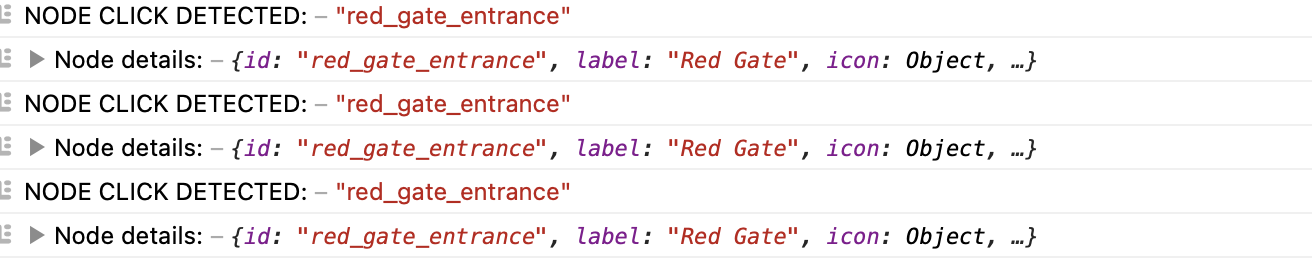 NODE CLICK DETECTED: – "red_gate_entrance"
Node details: – {id: "red_gate_entrance", label: "Red Gate", icon: Object, …}
NODE CLICK DETECTED: – "red_gate_entrance"
Node details: – {id: "red_gate_entrance", label: "Red Gate", icon: Object, …}
NODE CLICK DETECTED: – "red_gate_entrance"
Node details: – {id: "red_gate_entrance", label: "Red Gate", icon: Object, …}